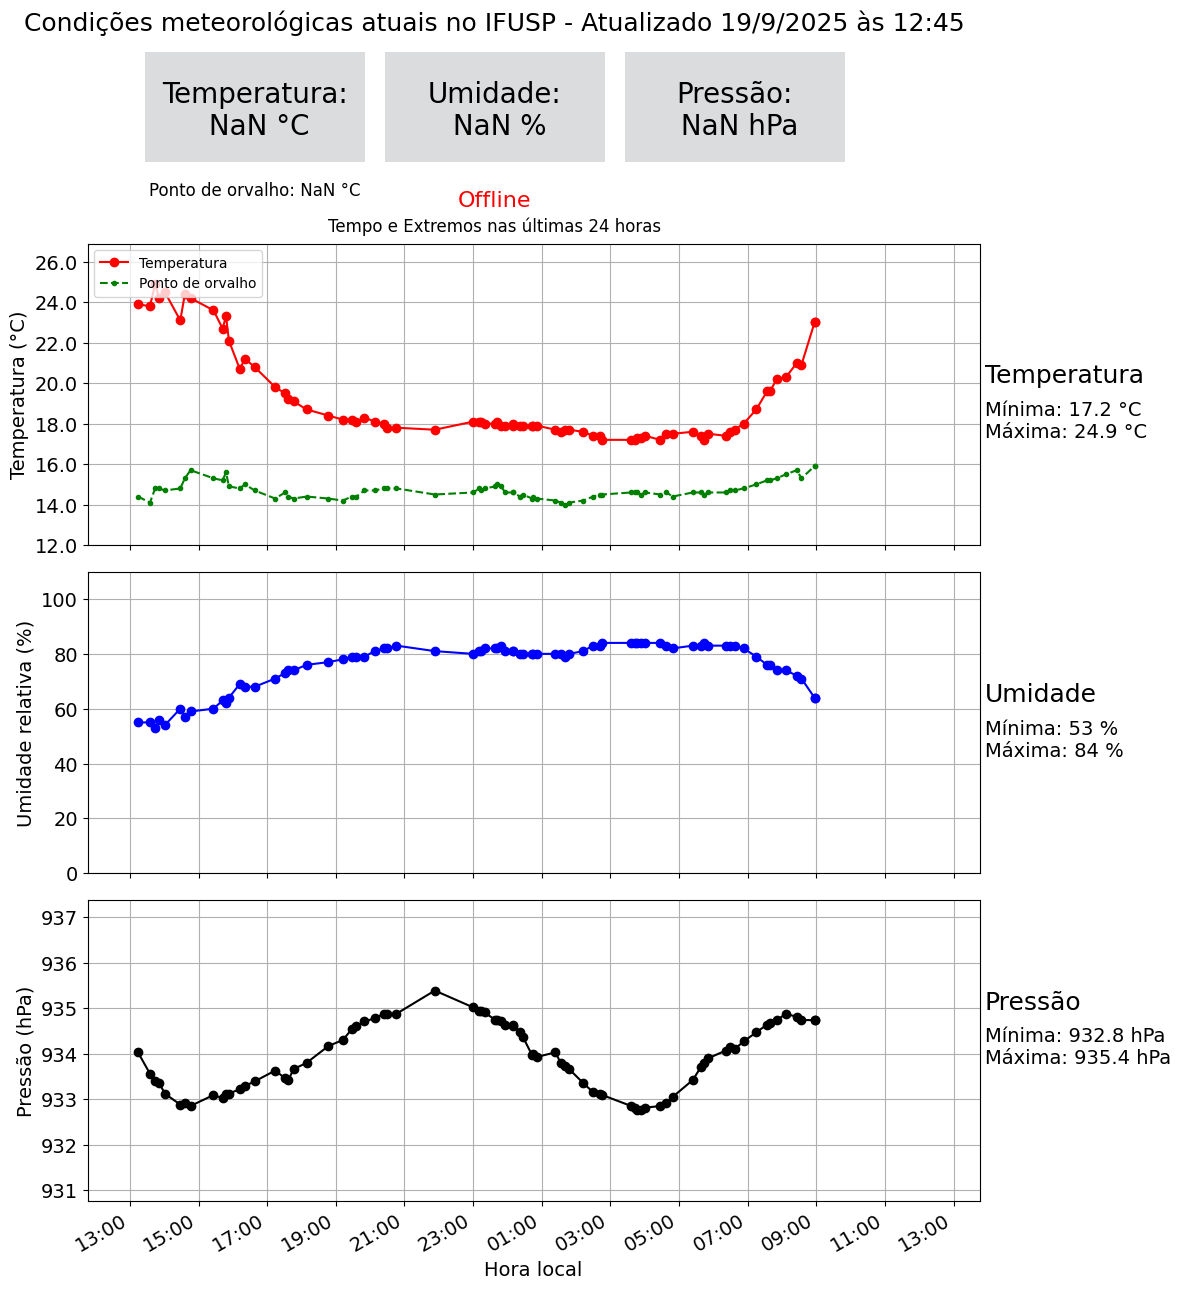 Condições meteorológicas atuais no IFUSP - Atualizado 19/9/2025 às 12:45
Temperatura:
NaN °C
Umidade:
NaN %
Pressão:
NaN hPa
Ponto de orvalho: NaN °C
Offline
Tempo e Extremos nas últimas 24 horas
Temperatura
Ponto de orvalho
Temperatura (°C)
26.0
24.0
22.0
20.0
18.0
16.0
14.0
12.0
Temperatura
Mínima: 17.2 °C
Máxima: 24.9 °C
Umidade relativa (%)
100
80
60
40
20
0
Umidade
Mínima: 53 %
Máxima: 84 %
Pressão (hPa)
937
936
935
934
933
932
931
Pressão
Mínima: 932.8 hPa
Máxima: 935.4 hPa
13:00
15:00
17:00
19:00
21:00
23:00
01:00
03:00
05:00
07:00
09:00
11:00
13:00
Hora local